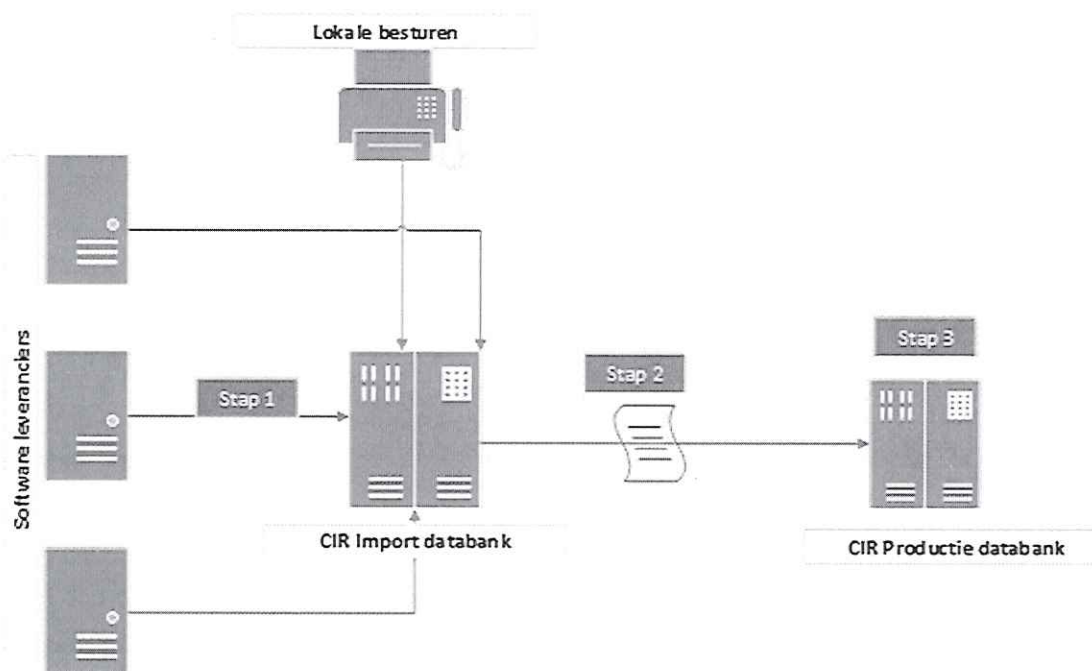 Lokale besturen
Software leveranciers
Stap 1
Stap 2
Stap 3
CIR Import databank
CIR Productie databank